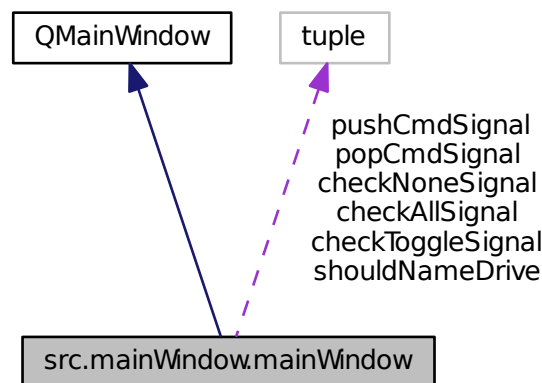 QMainWindow
tuple
pushCmdSignal
popCmdSignal
checkNoneSignal
checkAllSignal
checkToggleSignal
shouldNameDrive
src.mainWindow.mainWindow